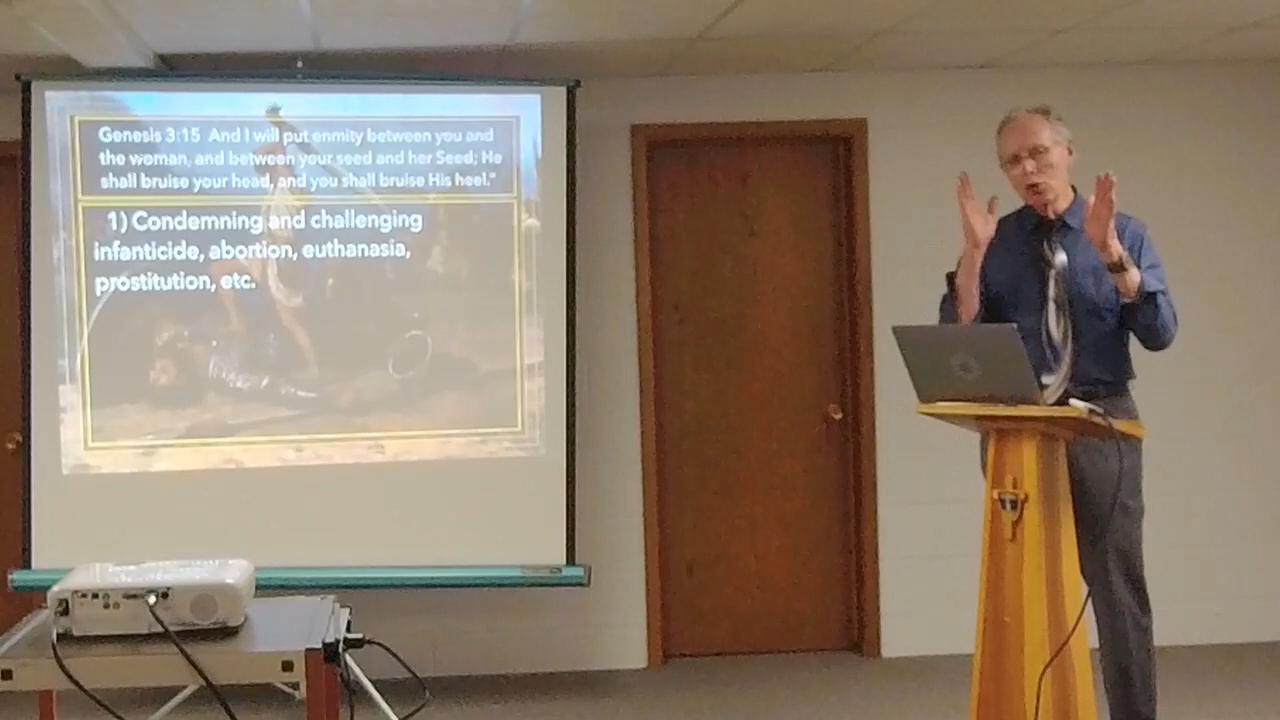 Genesis 3:15 And I will put enmity between you and
the woman, and between your seed and her Seed; He
shall bruise your head, and you shall bruise His heel."
1) Condemning and challenging
infanticide, abortion, euthanasia,
prostitution, etc.